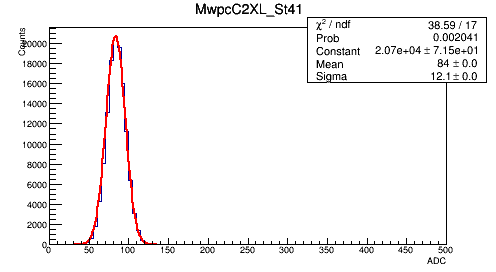 MwpcC2XL_St41
χ² / ndf 38.59 / 17
Prob 0.002041
Constant 2.07e+04 ± 7.15e+01
Mean 84 ± 0.0
Sigma 12.1 ± 0.0
Counts
20000
18000
16000
14000
12000
10000
8000
6000
4000
2000
0
0 50 100 150 200 250 300 350 400 450 500
ADC